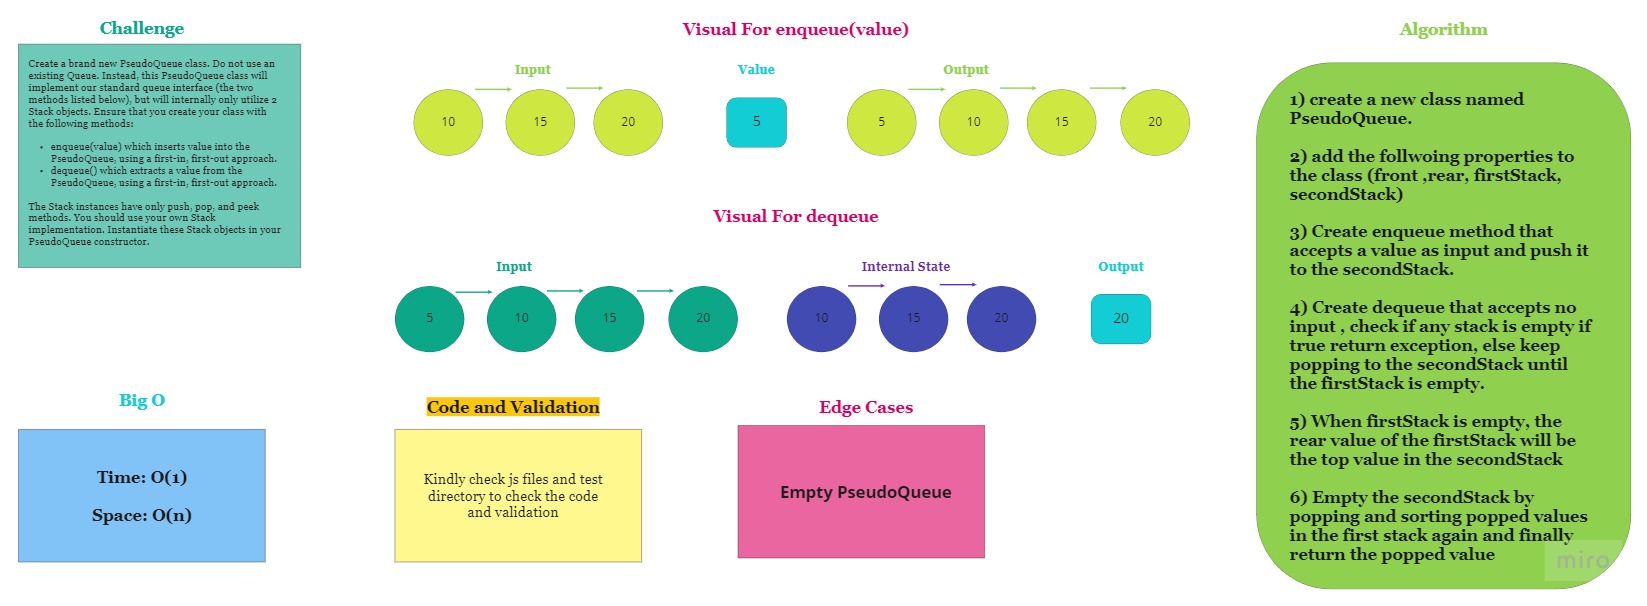 Challenge
Create a brand new PseudoQueue class. Do not use an
existing Queue. Instead, this PseudoQueue class will
implement our standard queue interface (the two
methods listed below), but will internally only utilize 2
Stack objects. Ensure that you create your class with
the following methods:
• enqueue(value) which inserts value into the
PseudoQueue, using a first-in, first-out approach.
• dequeue() which extracts a value from the
PseudoQueue, using a first-in, first-out approach.
The Stack instances have only push, pop, and peek
methods. You should use your own Stack
implementation. Instantiate these Stack objects in your
PseudoQueue constructor.
Visual For enqueue(value)
Input
Value
Output
10
15
20
5
5
10
15
20
Visual For dequeue
Input
Internal State
Output
5
10
15
20
10
15
20
20
Big O
Time: O(1)
Space: O(n)
Code and Validation
Kindly check js files and test
directory to check the code
and validation
Edge Cases
Empty PseudoQueue
Algorithm
1) create a new class named
PseudoQueue.
2) add the follwoing properties to
the class (front ,rear, firstStack,
secondStack)
3) Create enqueue method that
accepts a value as input and push it
to the secondStack.
4) Create dequeue that accepts no
input , check if any stack is empty if
true return exception, else keep
popping to the secondStack until
the firstStack is empty.
5) When firstStack is empty, the
rear value of the firstStack will be
the top value in the secondStack
6) Empty the secondStack by
popping and sorting popped values
in the first stack again and finally
return the popped value
miro